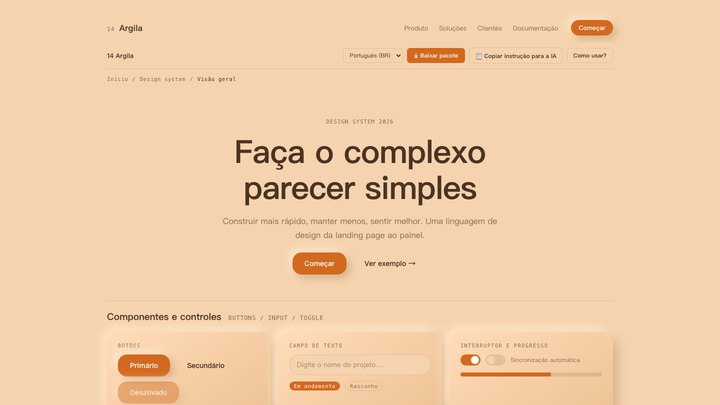 14 Argila
Produto Soluções Clientes Documentação Começar
14 Argila
Português (BR) Baixar pacote Copiar instrução para a IA Como usar?
Início / Design system / Visão geral
DESIGN SYSTEM 2026
Faça o complexo
parecer simples
Construir mais rápido, manter menos, sentir melhor. Uma linguagem de
design da landing page ao painel.
Começar Ver exemplo →
Componentes e controles BUTTONS / INPUT / TOGGLE
BOTÕES
Primário Secundário
Desativado
CAMPO DE TEXTO
Digite o nome do projeto…
Em andamento Rascunho
INTERRUPTOR E PROGRESSO
Sincronização automática